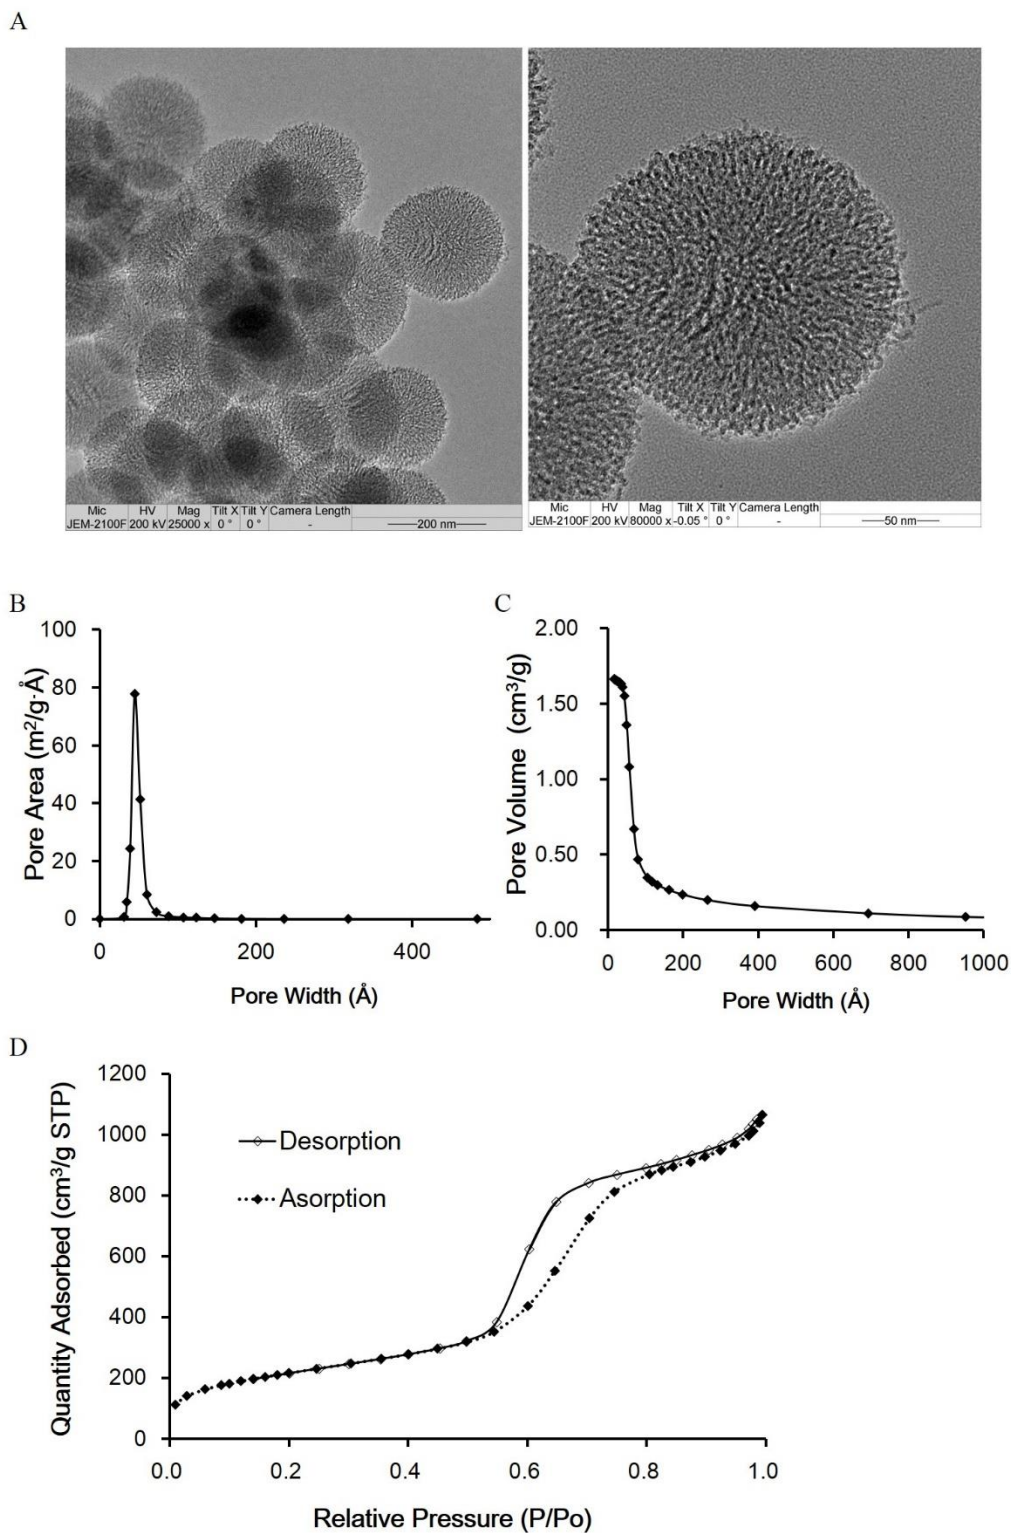 A
Mic HV Mag Tilt X Tilt Y Camera Length
JEM-2100F 200 kV 25000 x 0 ° 0 ° - 200 nm
Mic HV Mag Tilt X Tilt Y Camera Length
JEM-2100F 200 kV 80000 x -0.05 ° 0 ° - 50 nm
B
Pore Area (m²/g·Å)
100
80
60
40
20
0
0 200 400
Pore Width (Å)
C
Pore Volume (cm³/g)
2.00
1.50
1.00
0.50
0.00
0 200 400 600 800 1000
Pore Width (Å)
D
Quantity Adsorbed (cm³/g STP)
1200
1000
800
600
400
200
0
Desorption
Asorption
0.0 0.2 0.4 0.6 0.8 1.0
Relative Pressure (P/Po)